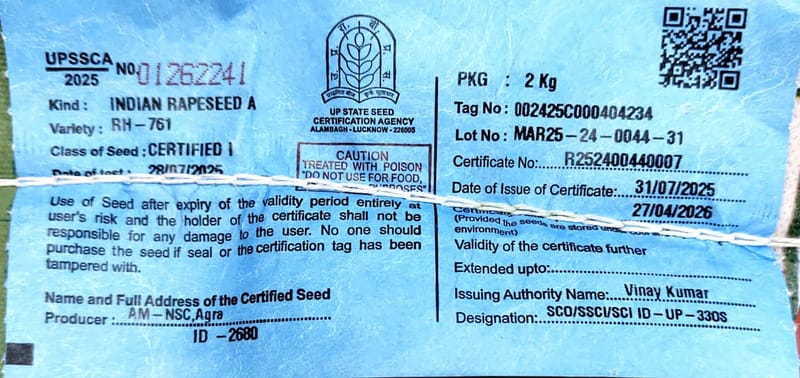 UPSSCA
2025
NO. 01262241
Kind : INDIAN RAPESEED A
Variety : RH-761
Class of Seed : CERTIFIED I
Date of test : 28/07/2025
Use of Seed after expiry of the validity period entirely at
user's risk and the holder of the certificate shall not be
responsible for any damage to the user. No one should
purchase the seed if seal or the certification tag has been
tampered with.
Name and Full Address of the Certified Seed
Producer : AM-NSC,Agra
ID -2680
UP STATE SEED
CERTIFICATION AGENCY
ALAMBAGH - LUCKNOW - 226005
CAUTION
TREATED WITH POISON
"DO NOT USE FOR FOOD,
PURPOSES"
PKG : 2 Kg
Tag No : 002425C000404234
Lot No : MAR25-24-0044-31
Certificate No: R252400440007
Date of Issue of Certificate: 31/07/2025
27/04/2026
(Provided the seeds are stored under
environment)
Validity of the certificate further
Extended upto:
Issuing Authority Name: Vinay Kumar
Designation: SCO/SSCI/SCI ID-UP-330S